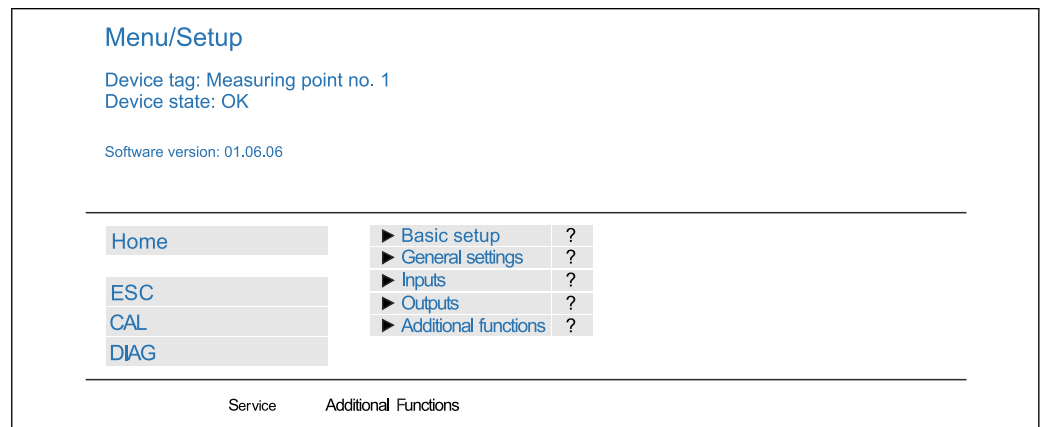 Menu/Setup
Device tag: Measuring point no. 1
Device state: OK
Software version: 01.06.06
Home
ESC
CAL
DIAG
► Basic setup ?
► General settings ?
► Inputs ?
► Outputs ?
► Additional functions ?
Service Additional Functions